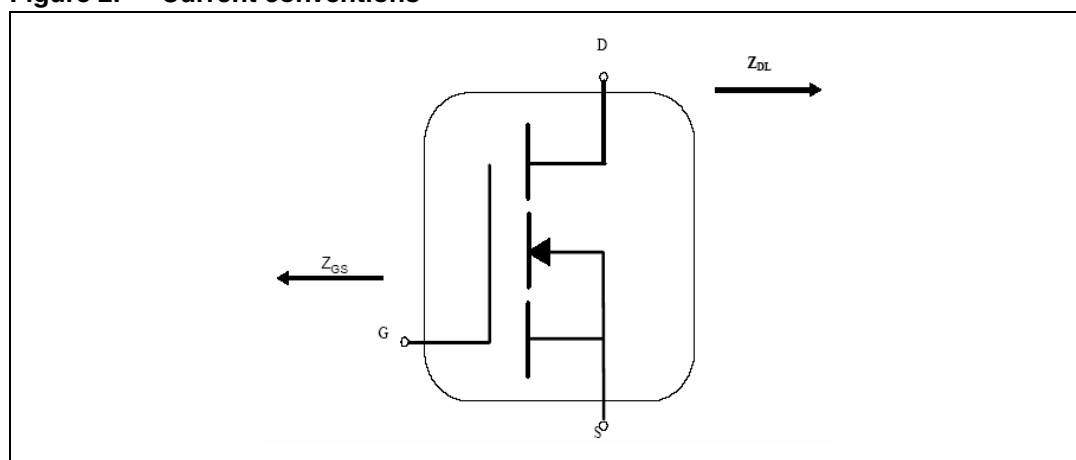 Figure 2. Current conventions
D
Z_DL
Z_GS
G
S